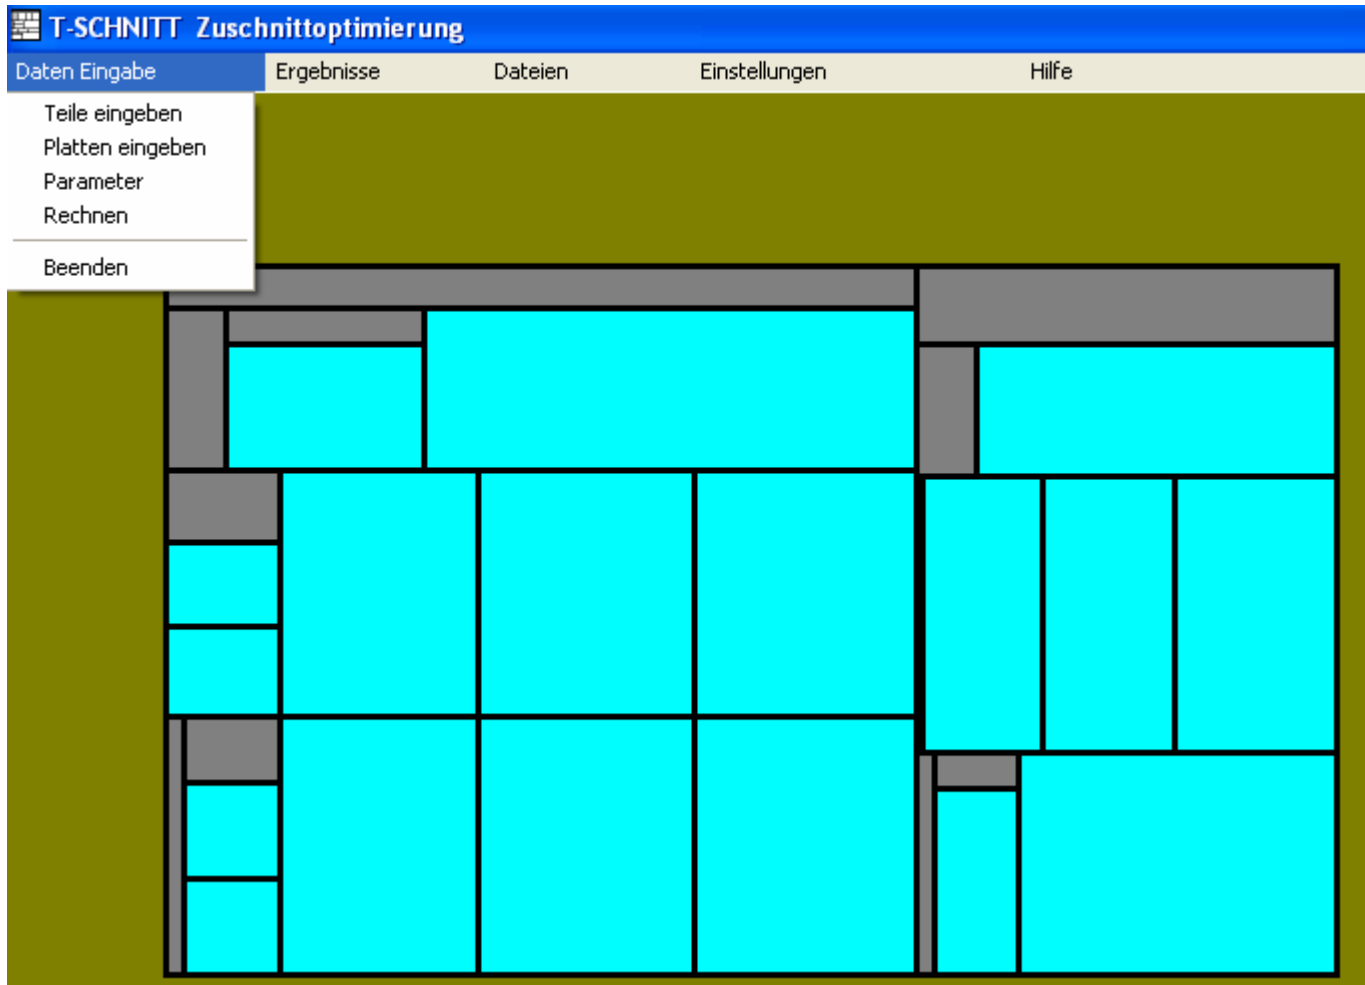 T-SCHNITT Zuschnittoptimierung
Daten Eingabe Ergebnisse Dateien Einstellungen Hilfe
Teile eingeben
Platten eingeben
Parameter
Rechnen
Beenden